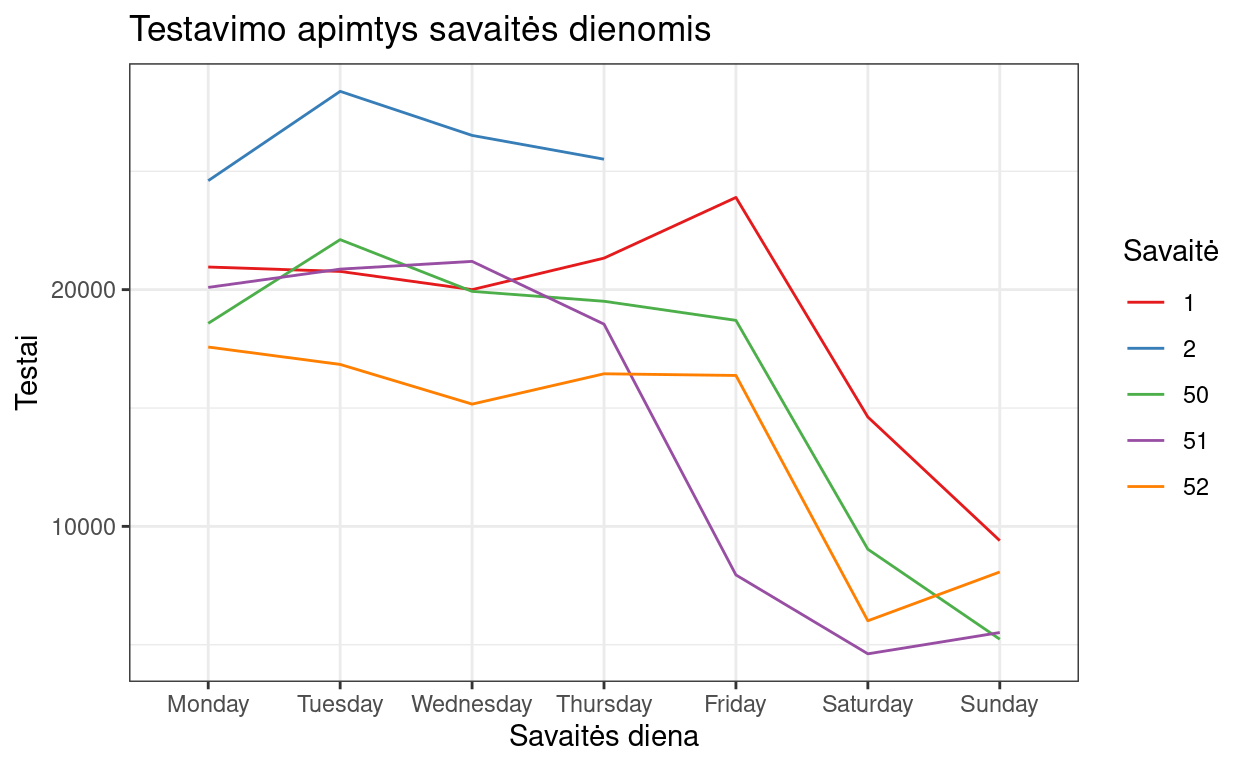 Testavimo apimtys savaitės dienomis
Testai
20000
10000
Monday Tuesday Wednesday Thursday Friday Saturday Sunday
Savaitės diena
Savaitė
1
2
50
51
52